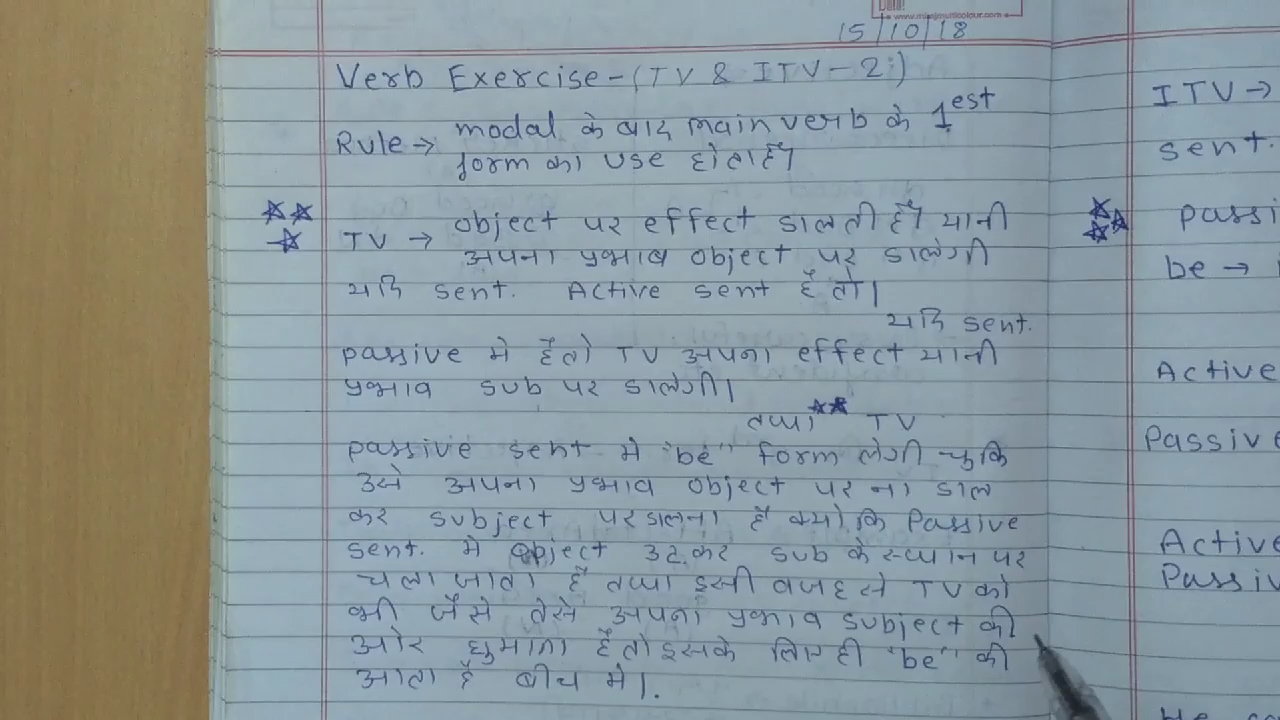 www.mangmulticolour.com
15/10/18
Verb Exercise-(TV & ITV-2)
Rule → modal के बाद main verb के 1est
form का use होता है।
TV → object पर effect डालती है। यानी
अपना प्रभाव object पर डालेगी
यदि sent. Active sent है तो।
यदि sent.
passive मे है तो TV अपना effect यानी
प्रभाव sub पर डालेगी।
तथा TV
passive sent मे "be" form लेगी चुकि
उसे अपना प्रभाव object पर ना डाल
कर subject पर डालना है क्यो कि Passive
sent. मे object उठकर sub के स्थान पर
चला जाता है तथा इसी वजह से TV को
भी जैसे तेसे अपना प्रभाव subject की
ओर घुमाना है तो इसके लिए ही "be" की
आता है बीच मे।.
ITV →
sent.
passi
be →
Active
Passive
Active
Passiv